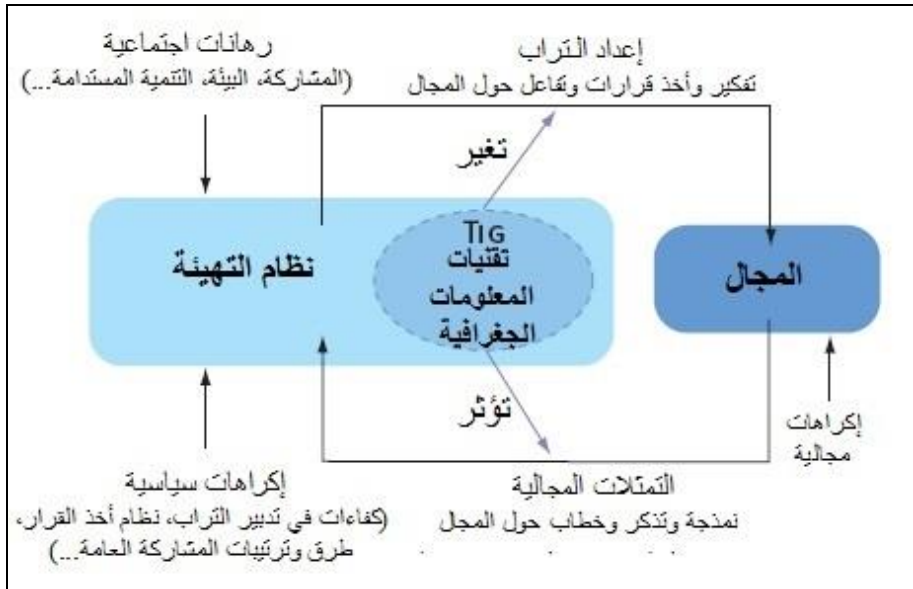 رهانات اجتماعية
(المشاركة، البيئة، التنمية المستدامة...)
إعداد التراب
تفكير وأخذ قرارات وتفاعل حول المجال
تغير
نظام التهيئة
TIG
تقنيات
المعلومات
الجغرافية
المجال
تؤثر
إكراهات
مجالية
إكراهات سياسية
(كفاءات في تدبير التراب، نظام أخذ القرار،
طرق وترتيبات المشاركة العامة...)
التمثلات المجالية
نمذجة وتذكر وخطاب حول المجال